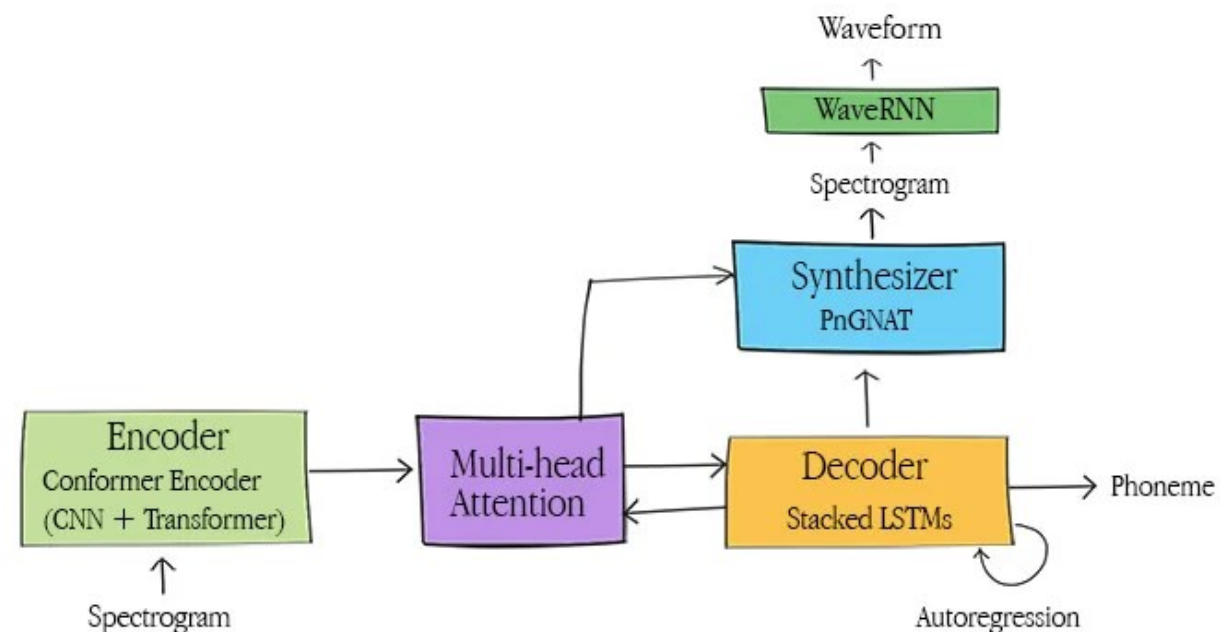 Waveform
WaveRNN
Spectrogram
Synthesizer
PnGNAT
Encoder
Conformer Encoder
(CNN + Transformer)
Multi-head
Attention
Decoder
Stacked LSTMs
Phoneme
Spectrogram
Autoregression